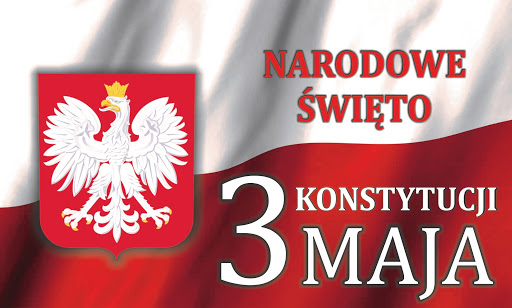 NARODOWE
ŚWIĘTO
3 KONSTYTUCJI
MAJA